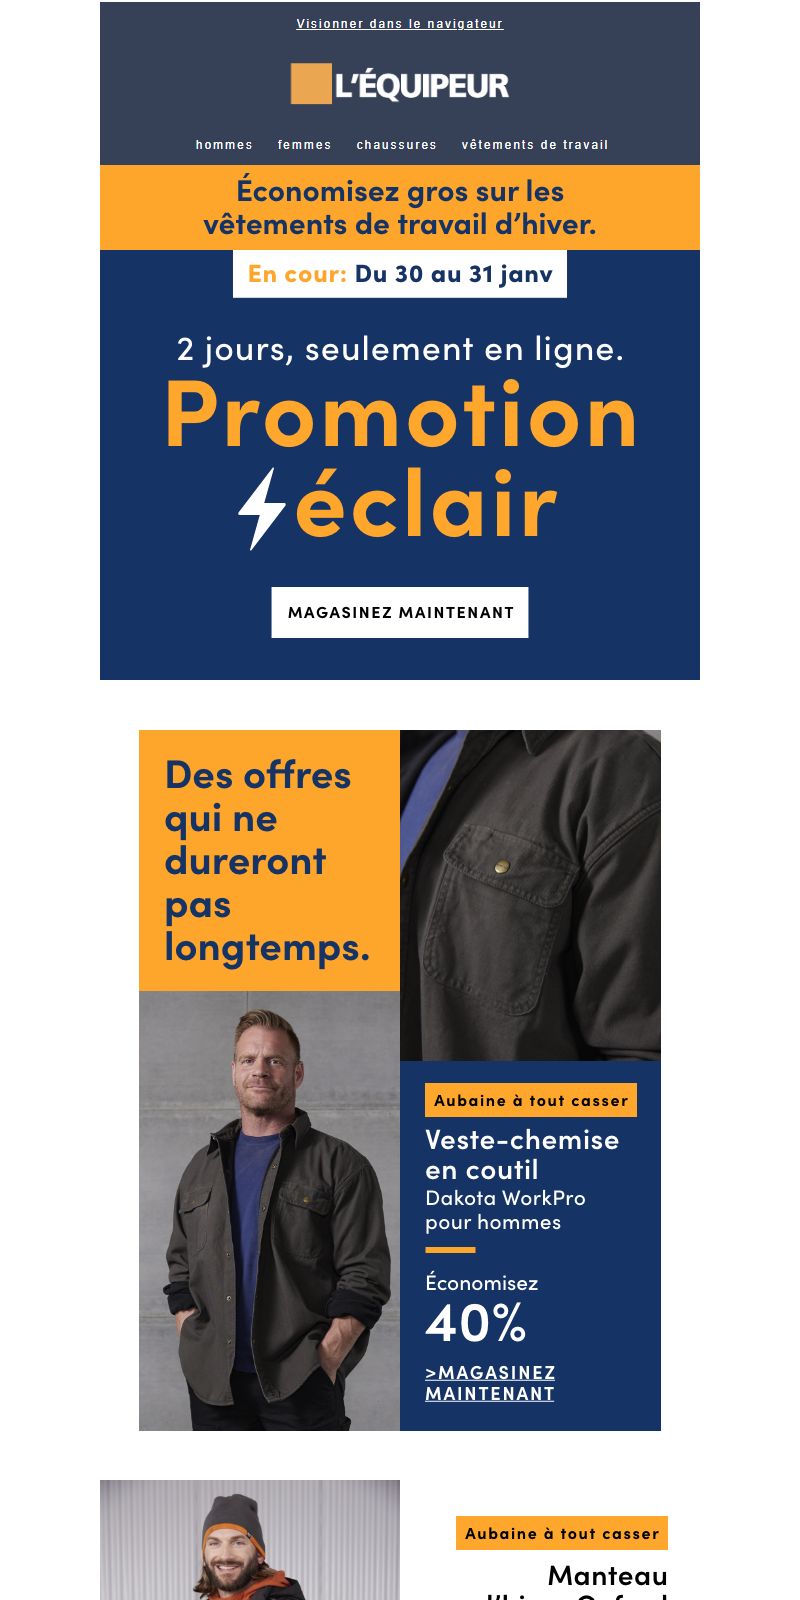 Visionner dans le navigateur
L'ÉQUIPEUR
hommes femmes chaussures vêtements de travail
Économisez gros sur les
vêtements de travail d’hiver.
En cour: Du 30 au 31 janv
2 jours, seulement en ligne.
Promotion
éclair
MAGASINEZ MAINTENANT
Des offres
qui ne
dureront
pas
longtemps.
Aubaine à tout casser
Veste-chemise
en coutil
Dakota WorkPro
pour hommes
Économisez
40%
>MAGASINEZ
MAINTENANT
Aubaine à tout casser
Manteau